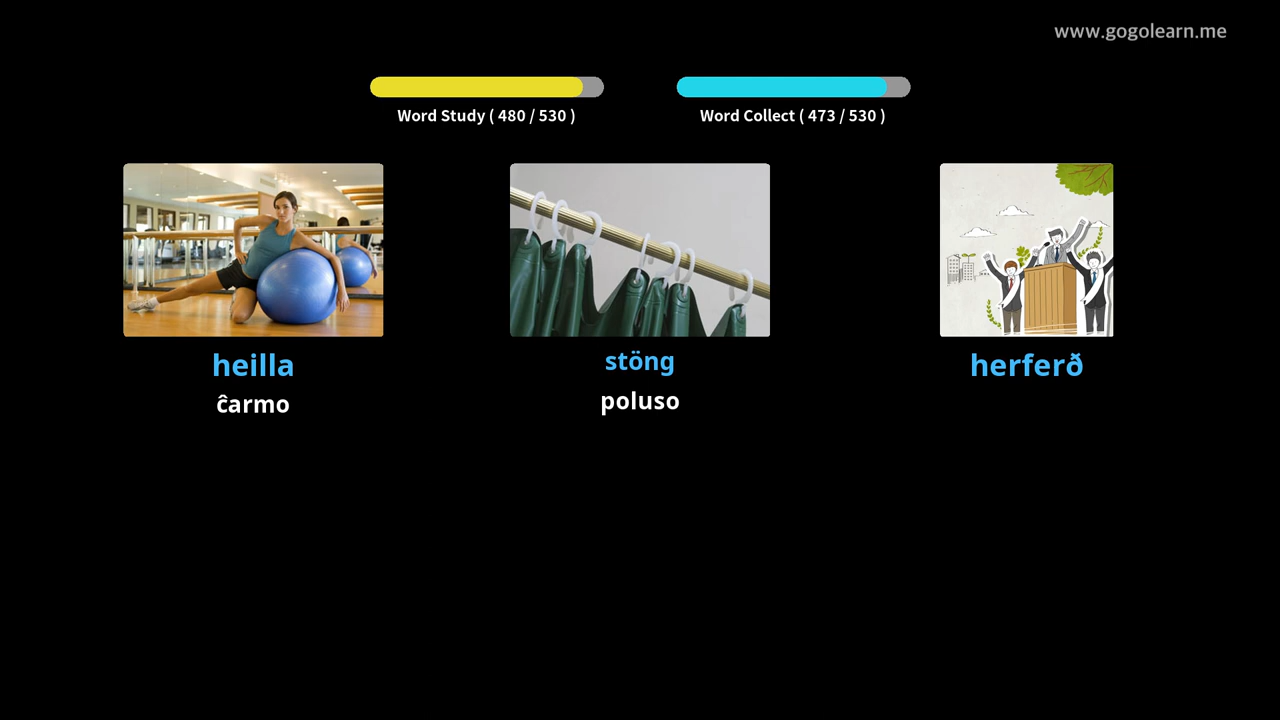 www.gogolearn.me
Word Study ( 480 / 530 )
Word Collect ( 473 / 530 )
heilla
ĉarmo
stöng
poluso
herferð